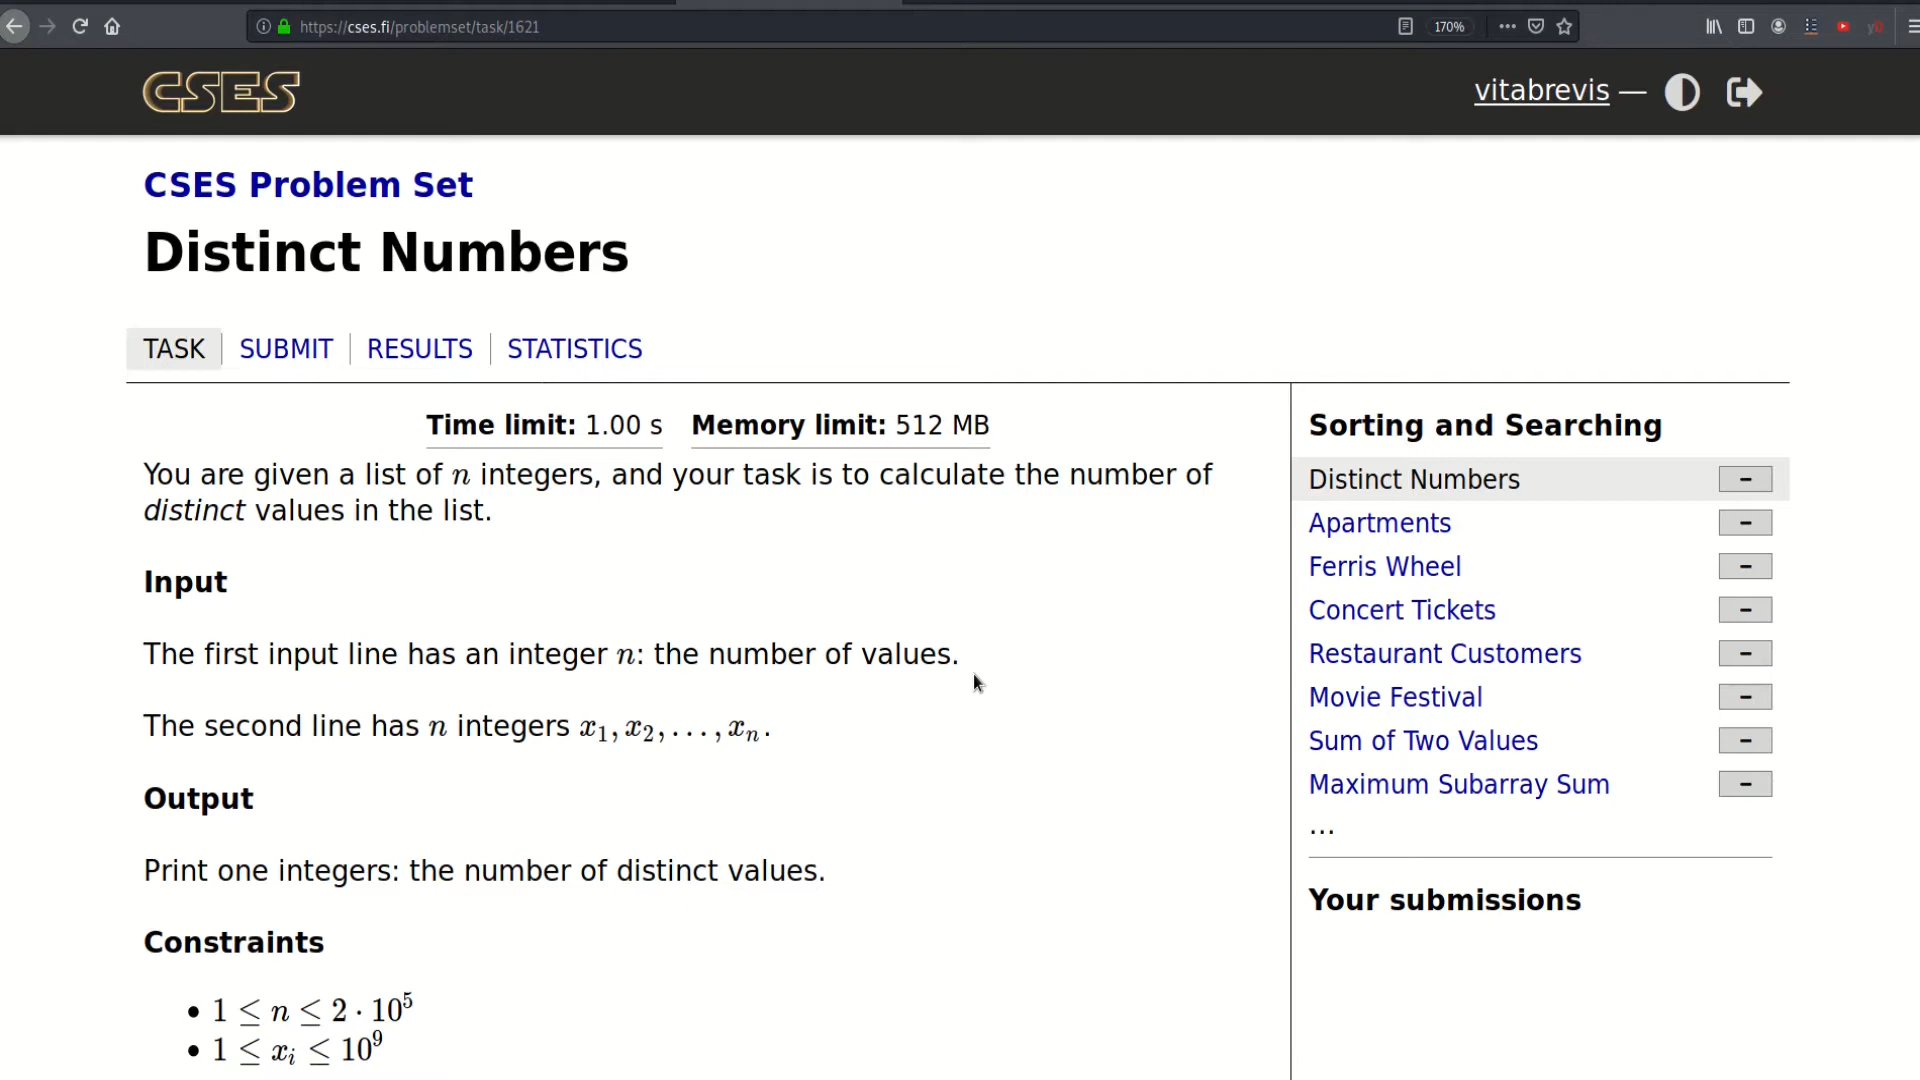 https://cses.fi/problemset/task/1621
170%
CSES
vitabrevis —
CSES Problem Set
Distinct Numbers
TASK
SUBMIT
RESULTS
STATISTICS
Time limit: 1.00 s Memory limit: 512 MB
You are given a list of n integers, and your task is to calculate the number of
distinct values in the list.
Input
The first input line has an integer n: the number of values.
The second line has n integers x₁, x₂, …, xₙ.
Output
Print one integers: the number of distinct values.
Constraints
• 1 ≤ n ≤ 2 · 10⁵
• 1 ≤ xᵢ ≤ 10⁹
Sorting and Searching
Distinct Numbers –
Apartments –
Ferris Wheel –
Concert Tickets –
Restaurant Customers –
Movie Festival –
Sum of Two Values –
Maximum Subarray Sum –
...
Your submissions